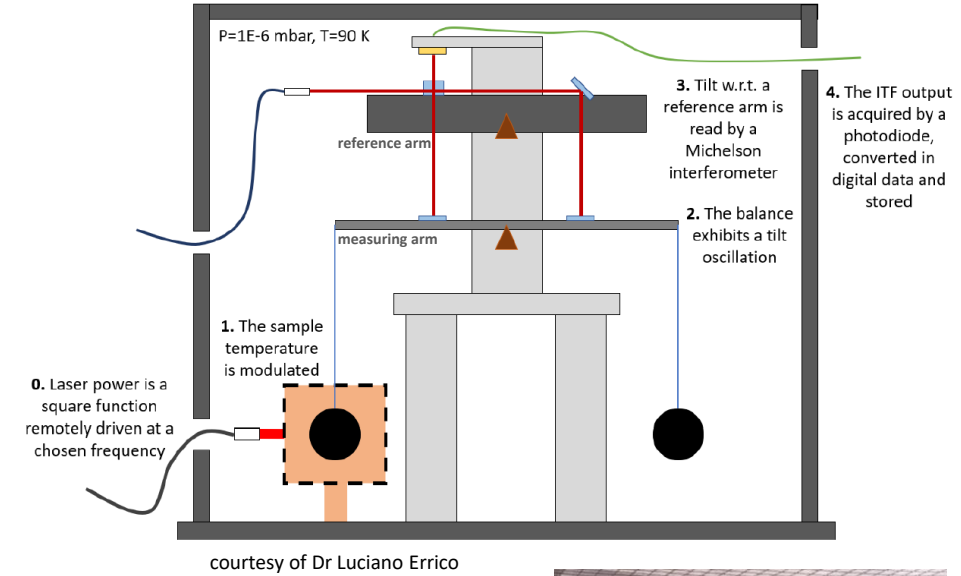 P=1E-6 mbar, T=90 K
3. Tilt w.r.t. a
reference arm is
read by a
Michelson
interferometer
4. The ITF output
is acquired by a
photodiode,
converted in
digital data and
stored
reference arm
2. The balance
exhibits a tilt
oscillation
measuring arm
1. The sample
temperature
is modulated
0. Laser power is a
square function
remotely driven at a
chosen frequency
courtesy of Dr Luciano Errico